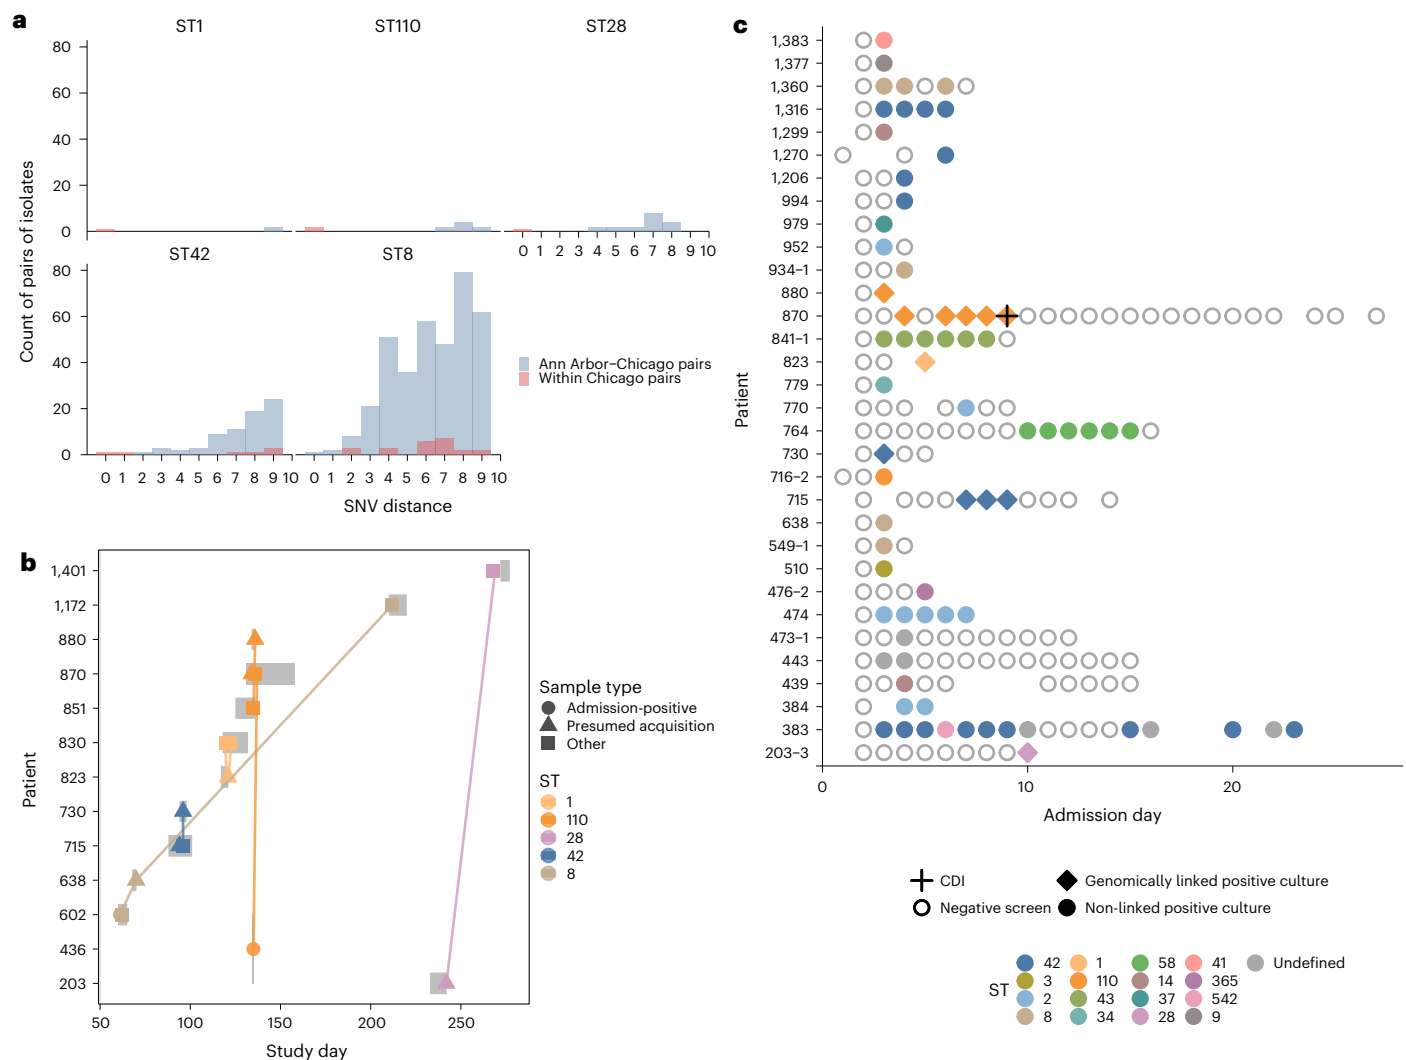 a
ST1 ST110 ST28
80
60
40
20
0
0 1 2 3 4 5 6 7 8 9 10
ST42 ST8
80
60
40
20
0
0 1 2 3 4 5 6 7 8 9 10 0 1 2 3 4 5 6 7 8 9 10
Count of pairs of isolates
SNV distance
Ann Arbor–Chicago pairs
Within Chicago pairs
b
1,401
1,172
880
870
851
830
823
730
715
638
602
436
203
Patient
50 100 150 200 250
Study day
Sample type
Admission-positive
Presumed acquisition
Other
ST
1
110
28
42
8
c
1,383
1,377
1,360
1,316
1,299
1,270
1,206
994
979
952
934–1
880
870
841–1
823
779
770
764
730
716–2
715
638
549–1
510
476–2
474
473–1
443
439
384
383
203–3
Patient
0 10 20
Admission day
CDI Genomically linked positive culture
Negative screen Non-linked positive culture
ST
42 1 58 41 Undefined
3 110 14 365
2 43 37 542
8 34 28 9